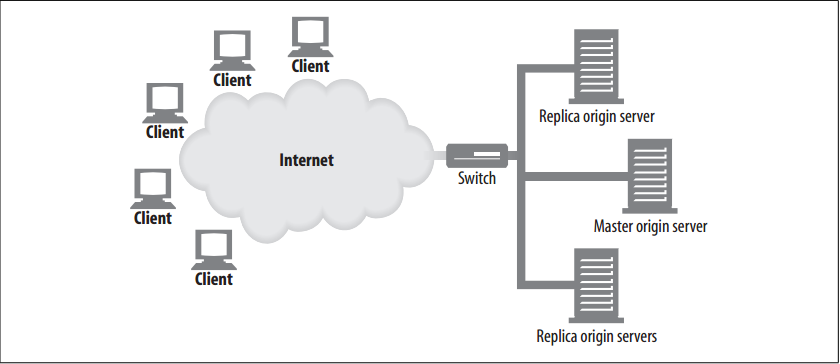 Client
Client
Client
Client
Client
Internet
Switch
Replica origin server
Master origin server
Replica origin servers